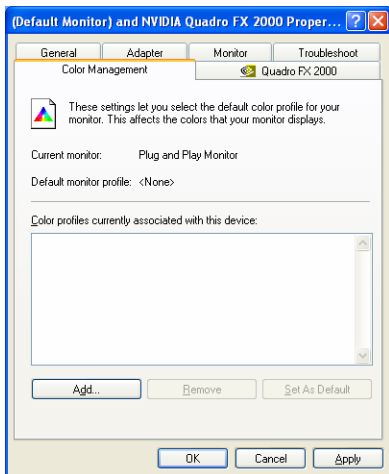 (Default Monitor) and NVIDIA Quadro FX 2000 Proper...
General Adapter Monitor Troubleshoot
Color Management Quadro FX 2000
These settings let you select the default color profile for your
monitor. This affects the colors that your monitor displays.
Current monitor: Plug and Play Monitor
Default monitor profile: <None>
Color profiles currently associated with this device:
Add... Remove Set As Default
OK Cancel Apply